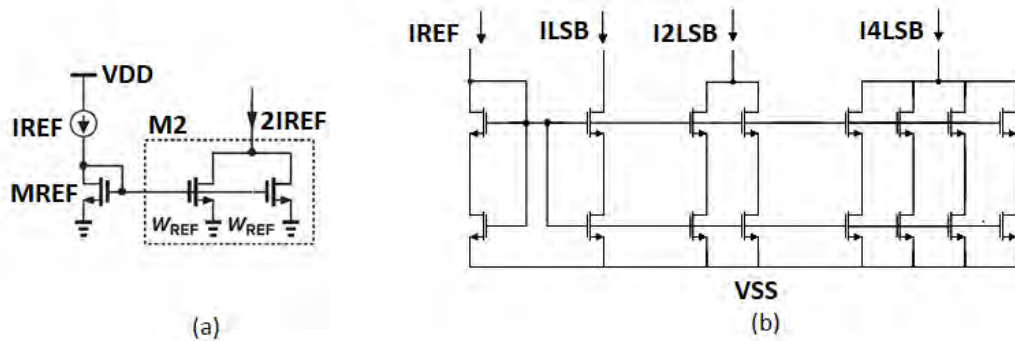 VDD
IREF
M2
2IREF
MREF
WREF WREF
(a)
IREF ILSB I2LSB I4LSB
VSS
(b)